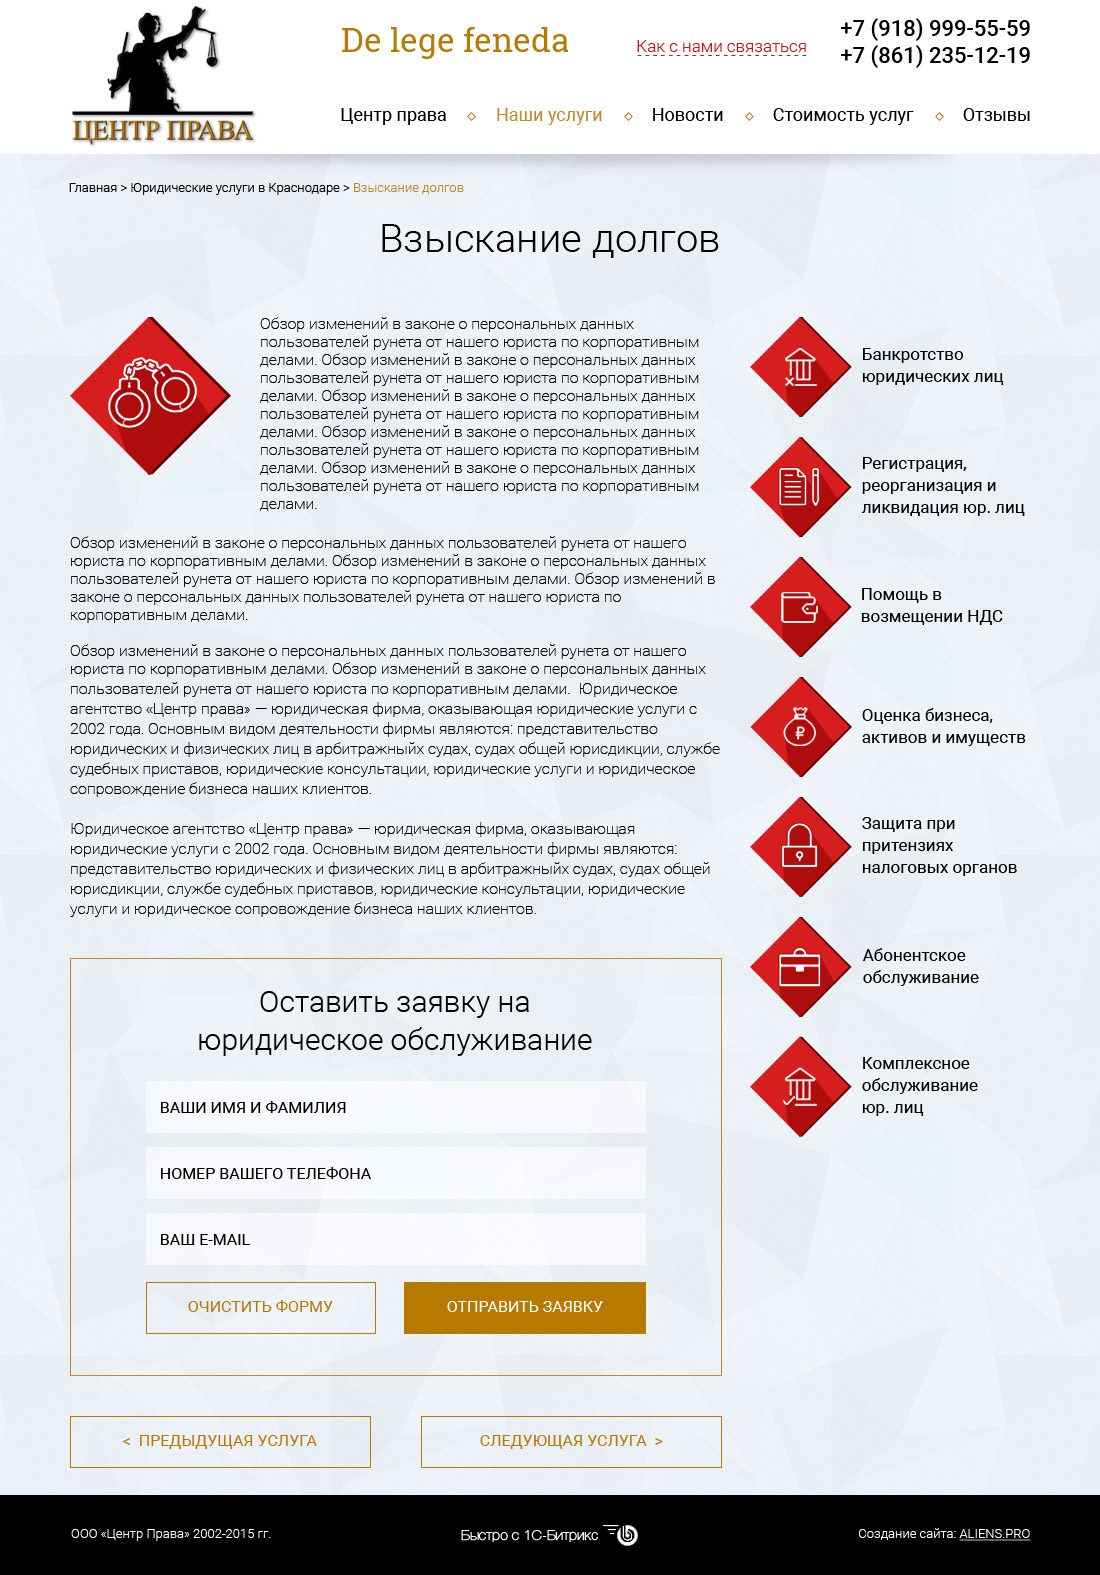 ЦЕНТР ПРАВА
De lege feneda
Как с нами связаться
+7 (918) 999-55-59
+7 (861) 235-12-19
Центр права
Наши услуги
Новости
Стоимость услуг
Отзывы
Главная > Юридические услуги в Краснодаре > Взыскание долгов
Взыскание долгов
Обзор изменений в законе о персональных данных
пользователей рунета от нашего юриста по корпоративным
делами. Обзор изменений в законе о персональных данных
пользователей рунета от нашего юриста по корпоративным
делами. Обзор изменений в законе о персональных данных
пользователей рунета от нашего юриста по корпоративным
делами. Обзор изменений в законе о персональных данных
пользователей рунета от нашего юриста по корпоративным
делами. Обзор изменений в законе о персональных данных
пользователей рунета от нашего юриста по корпоративным
делами.
Обзор изменений в законе о персональных данных пользователей рунета от нашего
юриста по корпоративным делами. Обзор изменений в законе о персональных данных
пользователей рунета от нашего юриста по корпоративным делами. Обзор изменений в
законе о персональных данных пользователей рунета от нашего юриста по
корпоративным делами.
Обзор изменений в законе о персональных данных пользователей рунета от нашего
юриста по корпоративным делами. Обзор изменений в законе о персональных данных
пользователей рунета от нашего юриста по корпоративным делами.  Юридическое
агентство «Центр права» — юридическая фирма, оказывающая юридические услуги с
2002 года. Основным видом деятельности фирмы являются: представительство
юридических и физических лиц в арбитражныйх судах, судах общей юрисдикции, службе
судебных приставов, юридические консультации, юридические услуги и юридическое
сопровождение бизнеса наших клиентов.
Юридическое агентство «Центр права» — юридическая фирма, оказывающая
юридические услуги с 2002 года. Основным видом деятельности фирмы являются:
представительство юридических и физических лиц в арбитражныйх судах, судах общей
юрисдикции, службе судебных приставов, юридические консультации, юридические
услуги и юридическое сопровождение бизнеса наших клиентов.
Банкротство
юридических лиц
Регистрация,
реорганизация и
ликвидация юр. лиц
Помощь в
возмещении НДС
Оценка бизнеса,
активов и имуществ
Защита при
притензиях
налоговых органов
Абонентское
обслуживание
Комплексное
обслуживание
юр. лиц
Оставить заявку на
юридическое обслуживание
ВАШИ ИМЯ И ФАМИЛИЯ
НОМЕР ВАШЕГО ТЕЛЕФОНА
ВАШ E-MAIL
ОЧИСТИТЬ ФОРМУ
ОТПРАВИТЬ ЗАЯВКУ
< ПРЕДЫДУЩАЯ УСЛУГА
СЛЕДУЮЩАЯ УСЛУГА >
ООО «Центр Права» 2002-2015 гг.
Быстро с 1С-Битрикс
Создание сайта: ALIENS.PRO